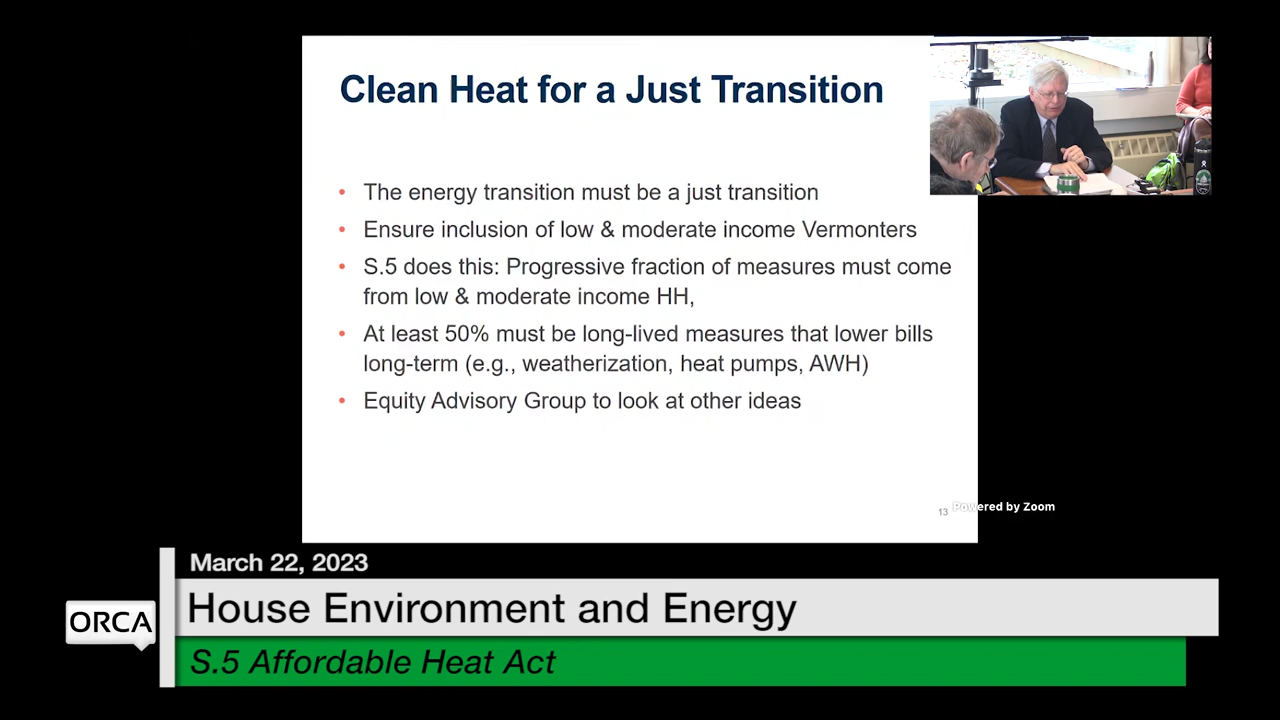 Clean Heat for a Just Transition
• The energy transition must be a just transition
• Ensure inclusion of low & moderate income Vermonters
• S.5 does this: Progressive fraction of measures must come
from low & moderate income HH,
• At least 50% must be long-lived measures that lower bills
long-term (e.g., weatherization, heat pumps, AWH)
• Equity Advisory Group to look at other ideas
13
Powered by Zoom
March 22, 2023
ORCA
House Environment and Energy
S.5 Affordable Heat Act